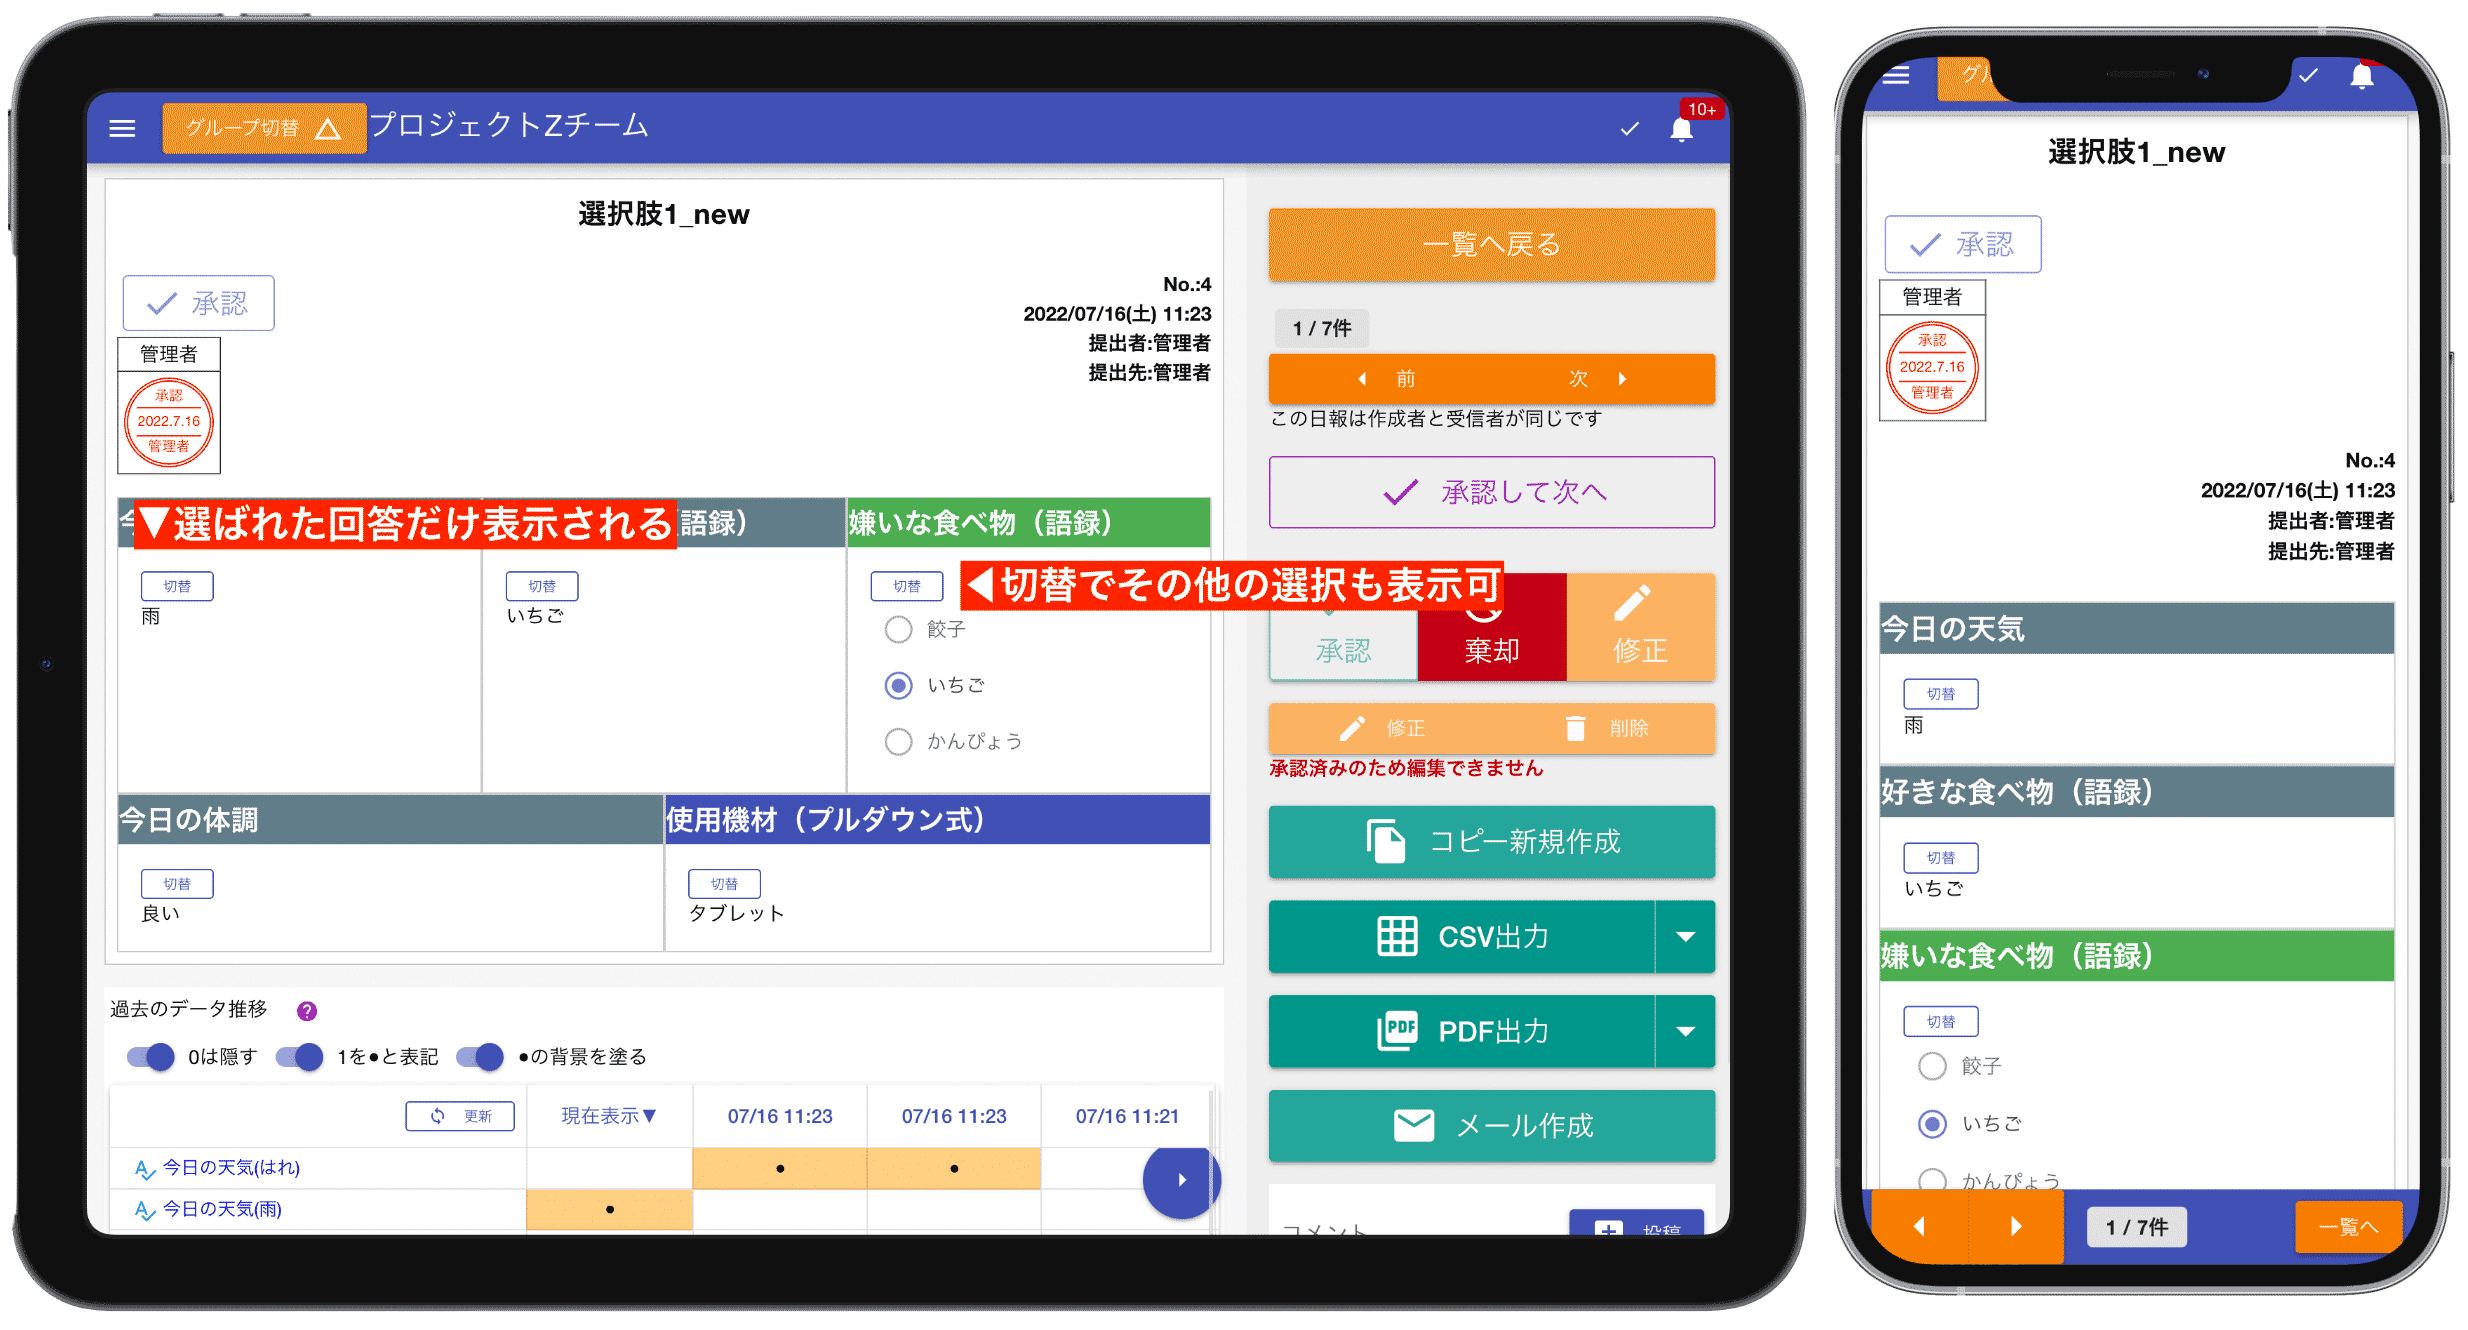 グループ切替
プロジェクトZチーム
10+
選択肢1_new
承認
No.:4
2022/07/16(土) 11:23
提出者:管理者
提出先:管理者
管理者
承認
2022.7.16
管理者
▼選ばれた回答だけ表示される
語録）
嫌いな食べ物（語録）
切替
雨
切替
いちご
切替
◀切替でその他の選択も表示可
餃子
いちご
かんぴょう
今日の体調
使用機材（プルダウン式）
切替
良い
切替
タブレット
過去のデータ推移
?
0は隠す
1を●と表記
●の背景を塗る
更新
現在表示▼
07/16 11:23
07/16 11:23
07/16 11:21
今日の天気(はれ)
●
●
今日の天気(雨)
●
一覧へ戻る
1 / 7件
前
次
この日報は作成者と受信者が同じです
承認して次へ
承認
棄却
修正
修正
削除
承認済みのため編集できません
コピー新規作成
CSV出力
PDF
PDF出力
メール作成
コメント
投稿
選択肢1_new
承認
管理者
承認
2022.7.16
管理者
No.:4
2022/07/16(土) 11:23
提出者:管理者
提出先:管理者
今日の天気
切替
雨
好きな食べ物（語録）
切替
いちご
嫌いな食べ物（語録）
切替
餃子
いちご
かんぴょう
1 / 7件
一覧へ